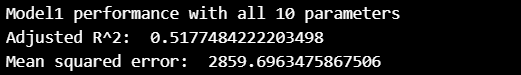 Model1 performance with all 10 parameters
Adjusted R^2:  0.5177484222203498
Mean squared error:  2859.6963475867506